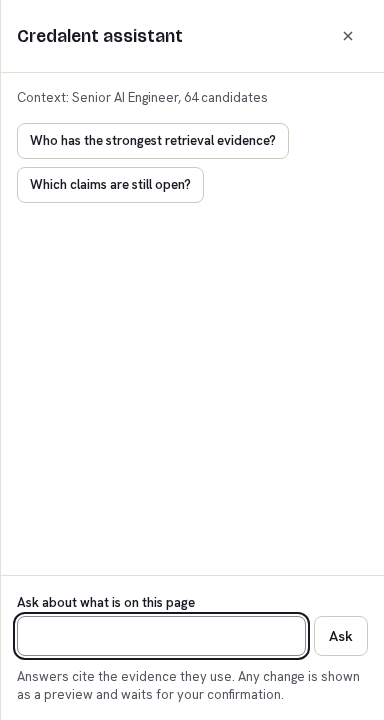 Credalent assistant
Context: Senior AI Engineer, 64 candidates
Who has the strongest retrieval evidence?
Which claims are still open?
Ask about what is on this page
Ask
Answers cite the evidence they use. Any change is shown
as a preview and waits for your confirmation.